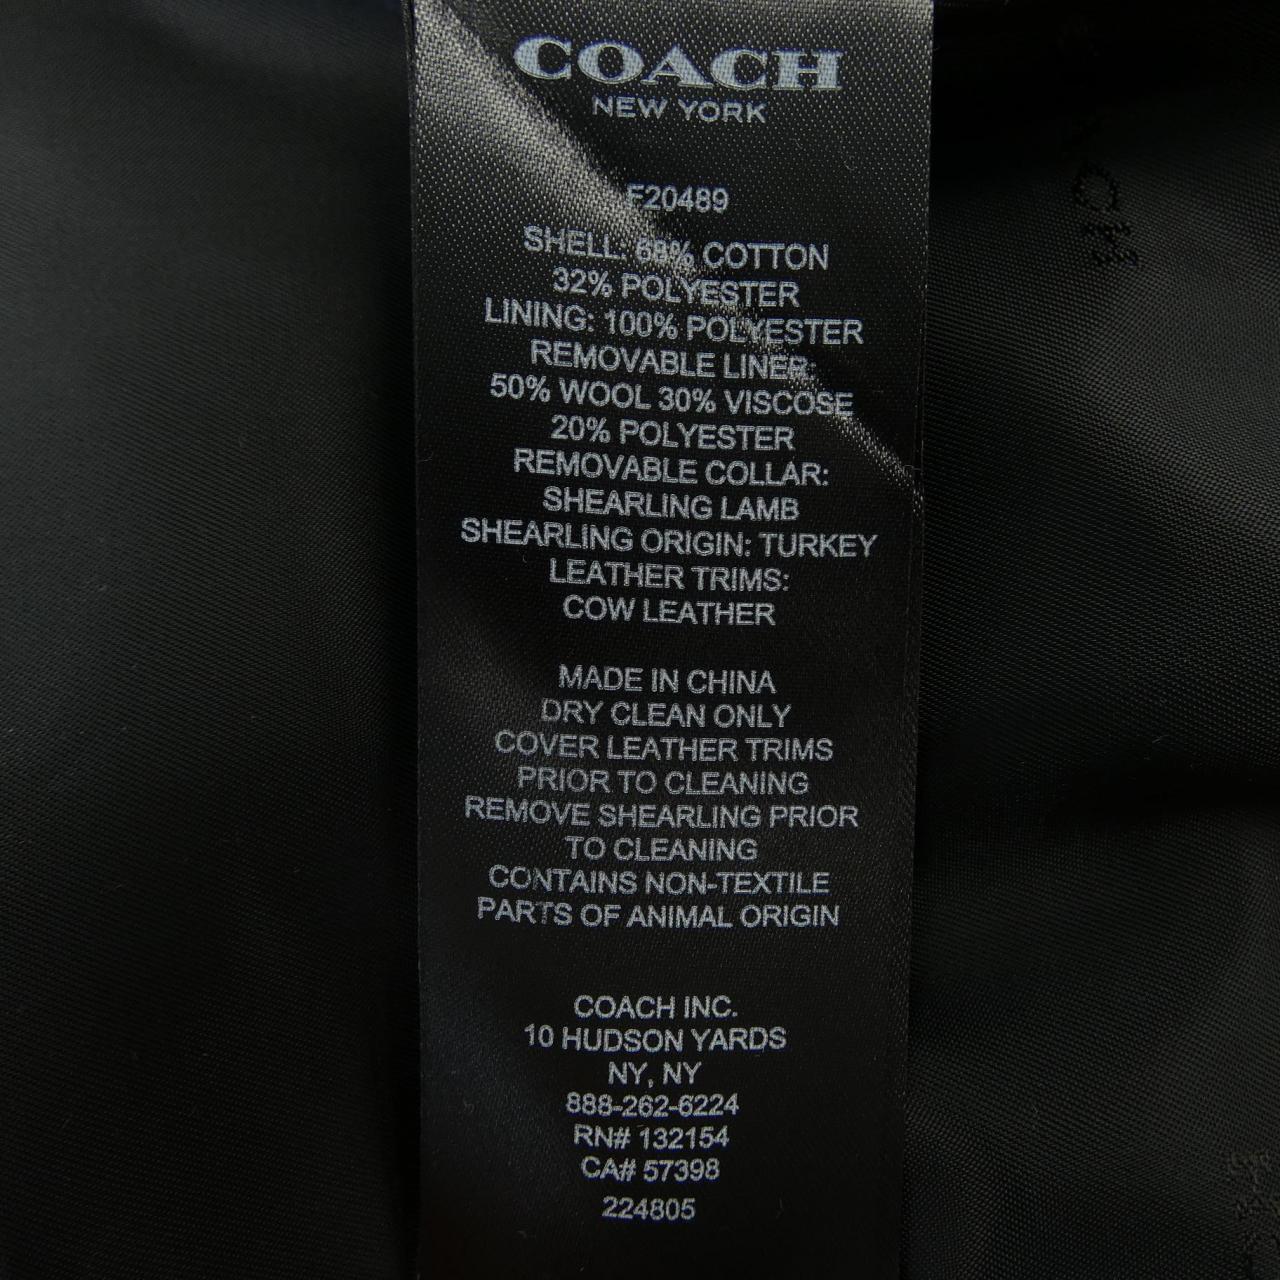 COACH
NEW YORK
F20489
SHELL: 68% COTTON
32% POLYESTER
LINING: 100% POLYESTER
REMOVABLE LINER:
50% WOOL 30% VISCOSE
20% POLYESTER
REMOVABLE COLLAR:
SHEARLING LAMB
SHEARLING ORIGIN: TURKEY
LEATHER TRIMS:
COW LEATHER
MADE IN CHINA
DRY CLEAN ONLY
COVER LEATHER TRIMS
PRIOR TO CLEANING
REMOVE SHEARLING PRIOR
TO CLEANING
CONTAINS NON-TEXTILE
PARTS OF ANIMAL ORIGIN
COACH INC.
10 HUDSON YARDS
NY, NY
888-262-6224
RN# 132154
CA# 57398
224805